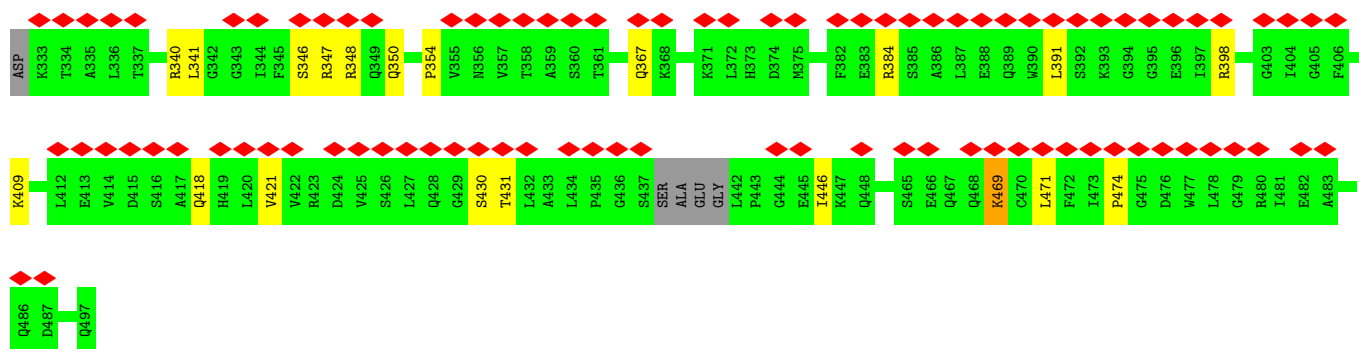 ASP K333 T334 A335 L336 T337 R340 L341 G342 G343 I344 F345 S346 R347 R348 Q349 Q350 P354 V355 N356 V357 T358 A359 S360 T361 Q367 K368 K371 L372 H373 D374 M375 F382 E383 R384 S385 A386 L387 E388 Q389 W390 L391 S392 K393 G394 G395 E396 I397 R398 G403 I404 G405 F406
K409 L412 E413 V414 D415 S416 A417 Q418 H419 L420 V421 V422 R423 D424 V425 S426 L427 Q428 G429 S430 T431 L432 A433 L434 P435 G436 S437 SER ALA GLU GLY L442 P443 G444 E445 I446 K447 Q448 S465 E466 Q467 Q468 K469 C470 L471 F472 I473 P474 G475 D476 W477 L478 G479 R480 I481 E482 A483
Q486 D487 Q497